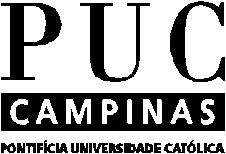 PUC
CAMPINAS
PONTIFÍCIA UNIVERSIDADE CATÓLICA